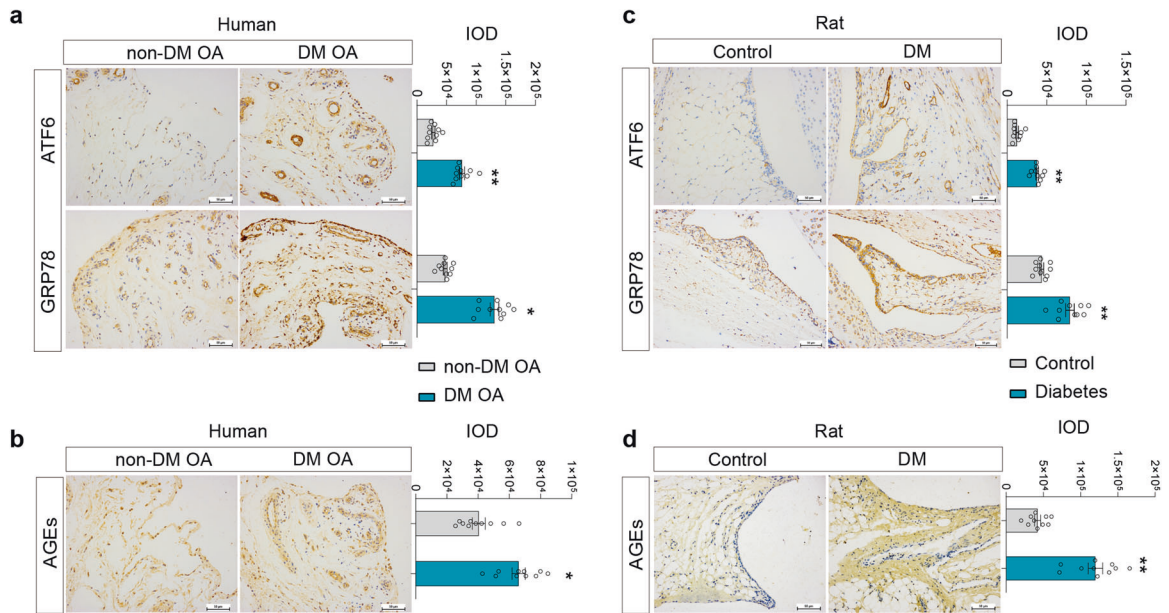 a
Human
IOD
non-DM OA
DM OA
0
5×10⁴
1×10⁵
1.5×10⁵
2×10⁵
ATF6
**
GRP78
*
non-DM OA
DM OA
c
Rat
IOD
Control
DM
0
5×10⁴
1×10⁵
1.5×10⁵
ATF6
**
GRP78
**
Control
Diabetes
b
Human
IOD
non-DM OA
DM OA
0
2×10⁴
4×10⁴
6×10⁴
8×10⁴
1×10⁵
AGEs
*
d
Rat
IOD
Control
DM
0
5×10⁴
1×10⁵
1.5×10⁵
2×10⁵
AGEs
**